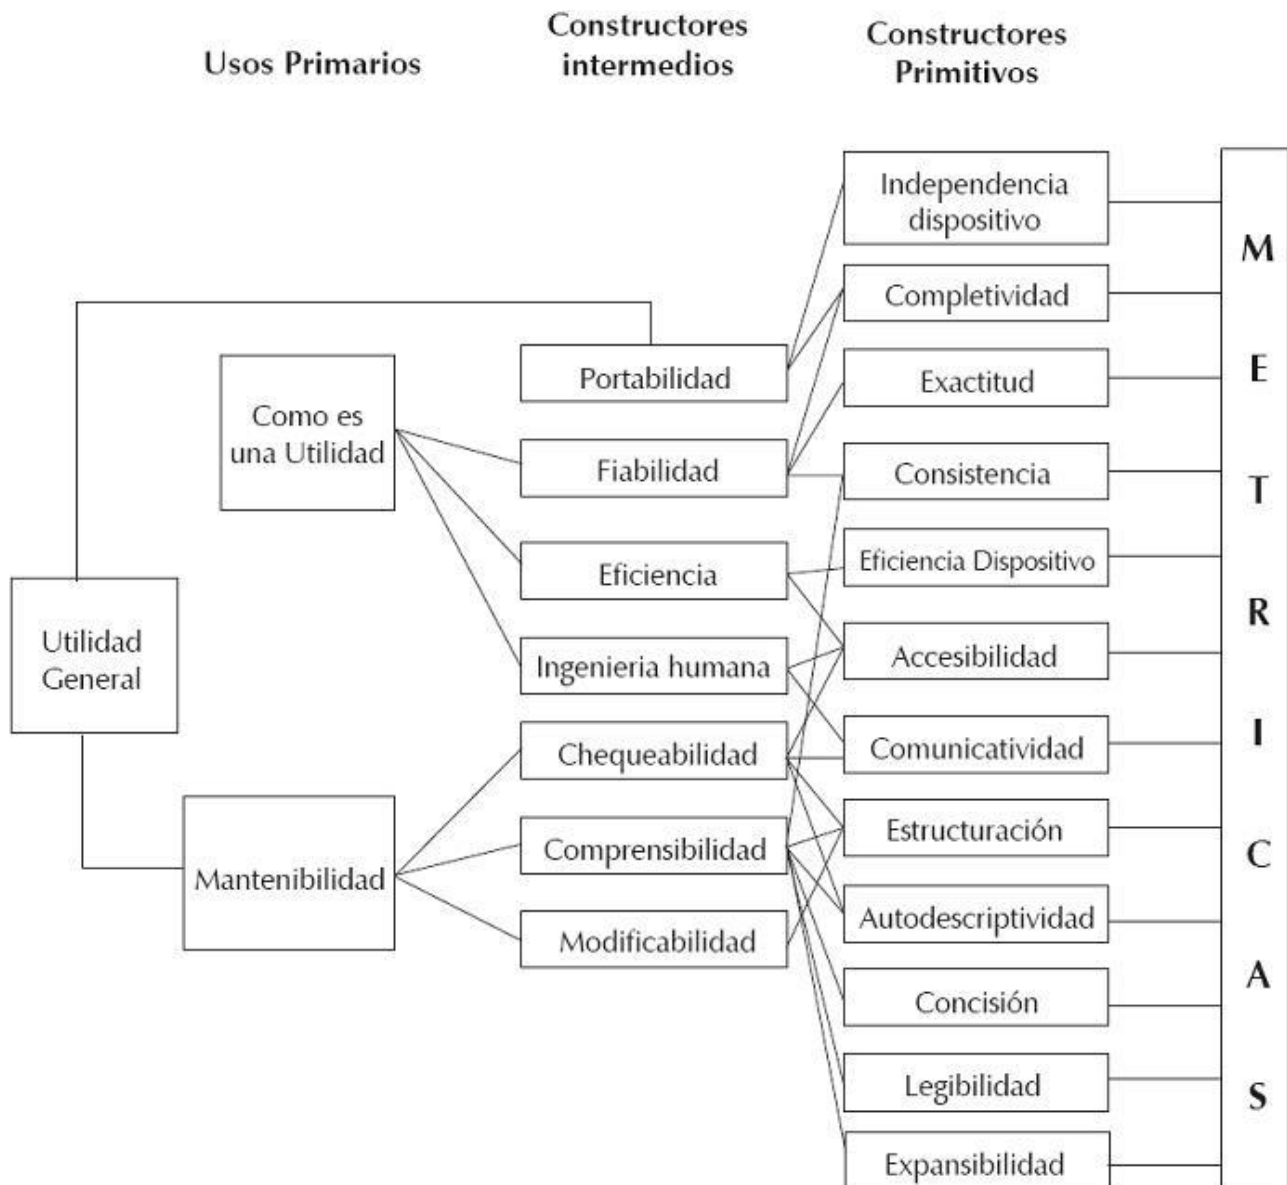 Usos Primarios
Constructores
intermedios
Constructores
Primitivos
Utilidad
General
Como es
una Utilidad
Mantenibilidad
Portabilidad
Fiabilidad
Eficiencia
Ingenieria humana
Chequeabilidad
Comprensibilidad
Modificabilidad
Independencia
dispositivo
Completividad
Exactitud
Consistencia
Eficiencia Dispositivo
Accesibilidad
Comunicatividad
Estructuración
Autodescriptividad
Concisión
Legibilidad
Expansibilidad
M
E
T
R
I
C
A
S